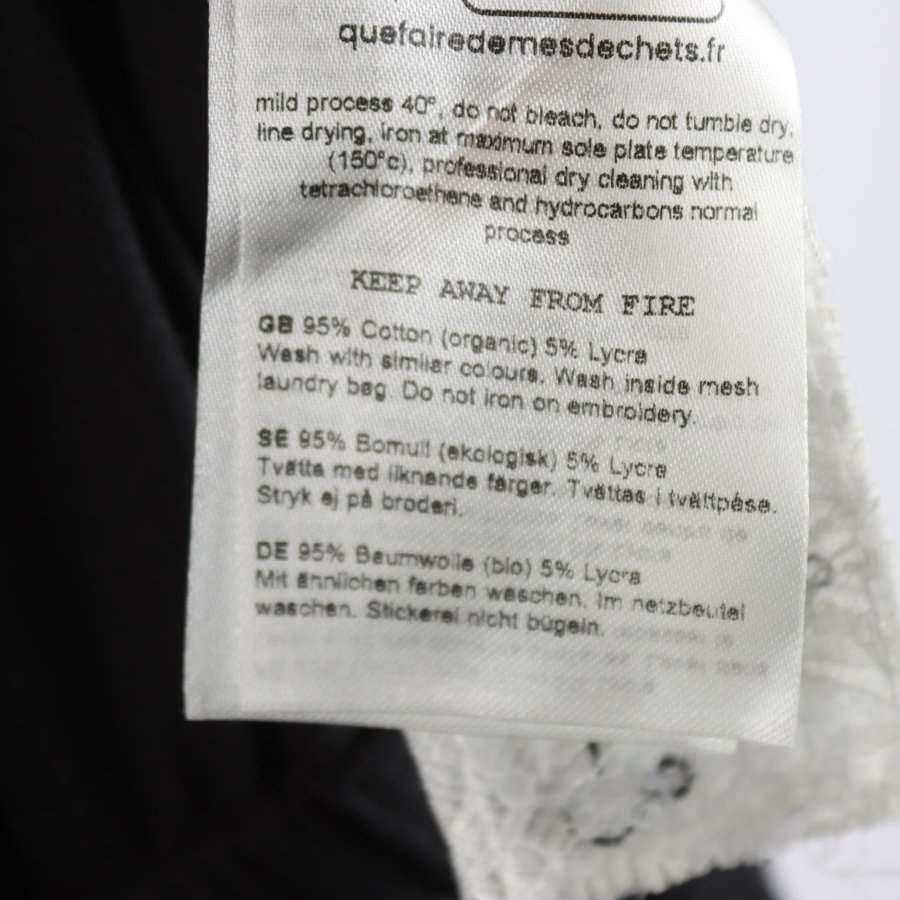 quefairedemesdechets.fr
mild process 40°, do not bleach, do not tumble dry,
line drying, iron at maximum sole plate temperature
(150°c), professional dry cleaning with
tetrachloroethene and hydrocarbons normal
process
KEEP AWAY FROM FIRE
GB 95% Cotton (organic) 5% Lycra
Wash with similar colours. Wash inside mesh
laundry bag. Do not iron on embroidery.
SE 95% Bomull (ekologisk) 5% Lycra
Tvätta med liknande färger. Tvättas i tvättpåse.
Stryk ej på broderi.
DE 95% Baumwolle (bio) 5% Lycra
Mit ähnlichen farben waschen. Im netzbeutel
waschen. Stickerei nicht bügeln.